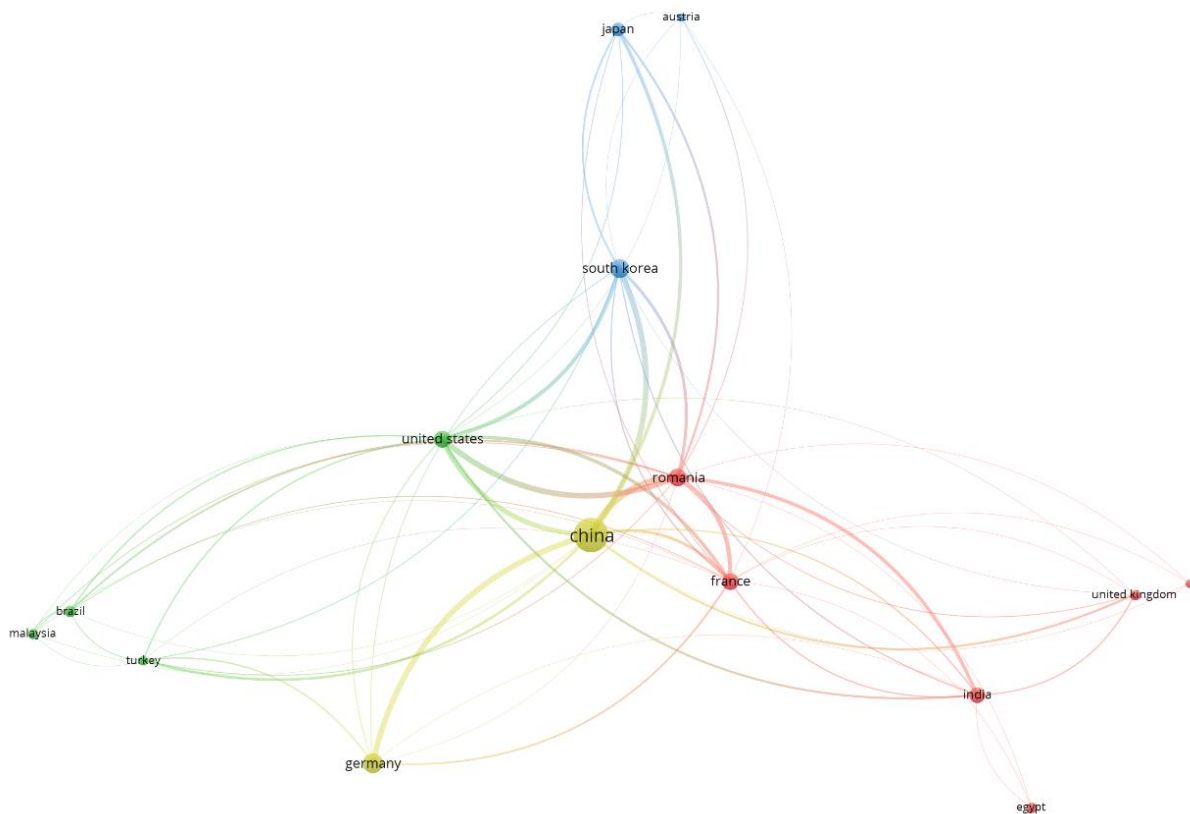 austria
japan
south korea
united states
romania
china
france
united kingdom
brazil
malaysia
turkey
india
germany
egypt